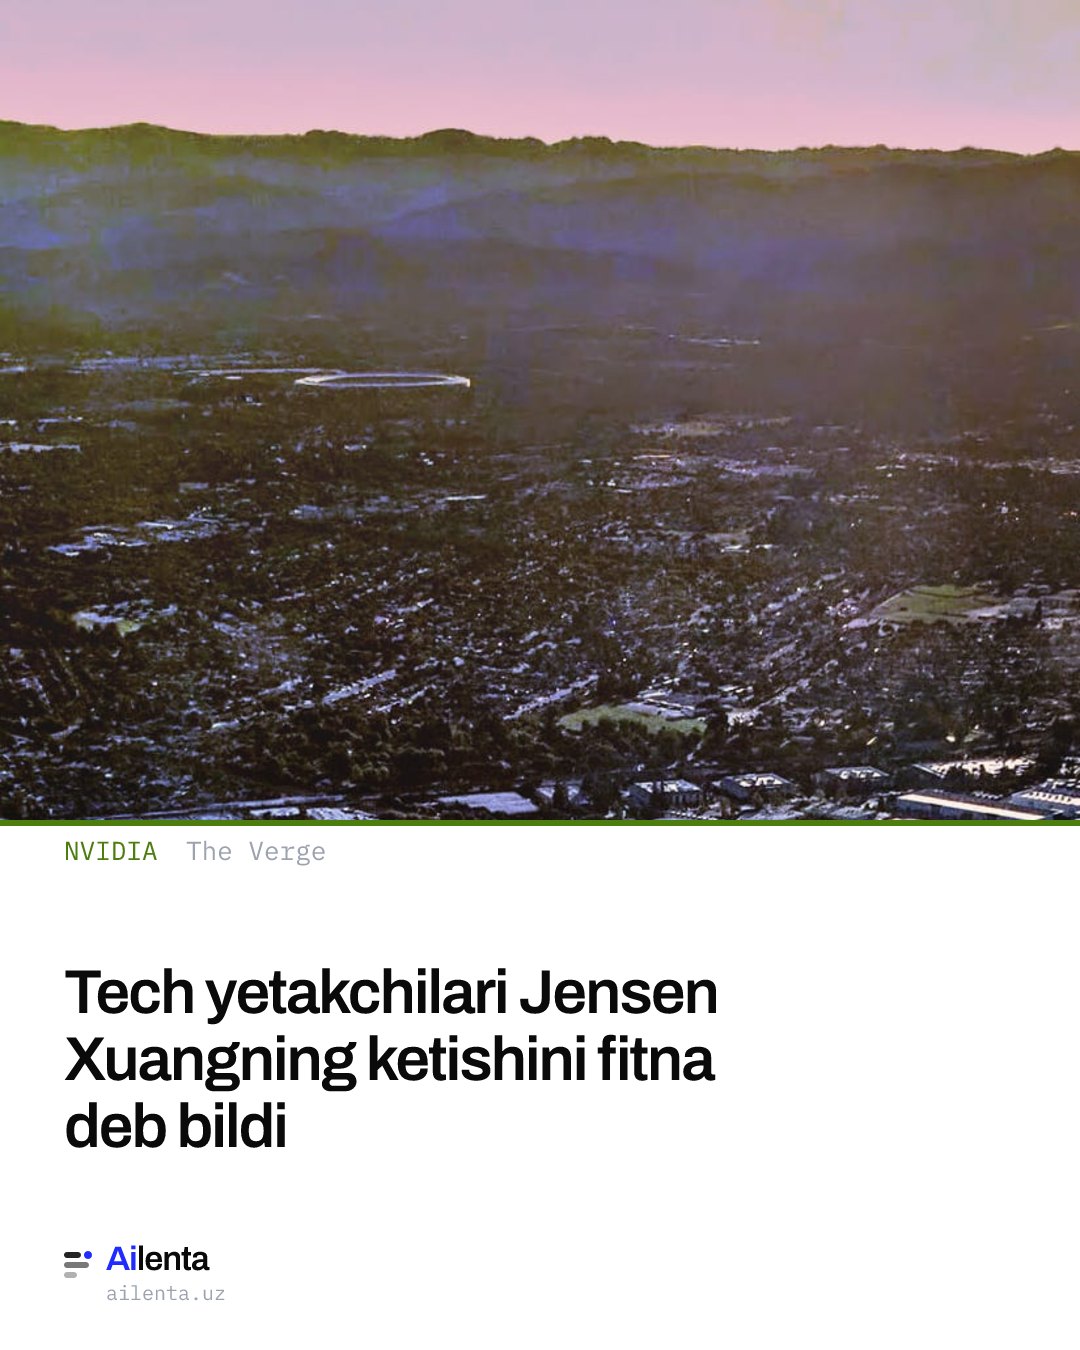 NVIDIA The Verge
Tech yetakchilari Jensen
Xuangning ketishini fitna
deb bildi
Ailenta
ailenta.uz